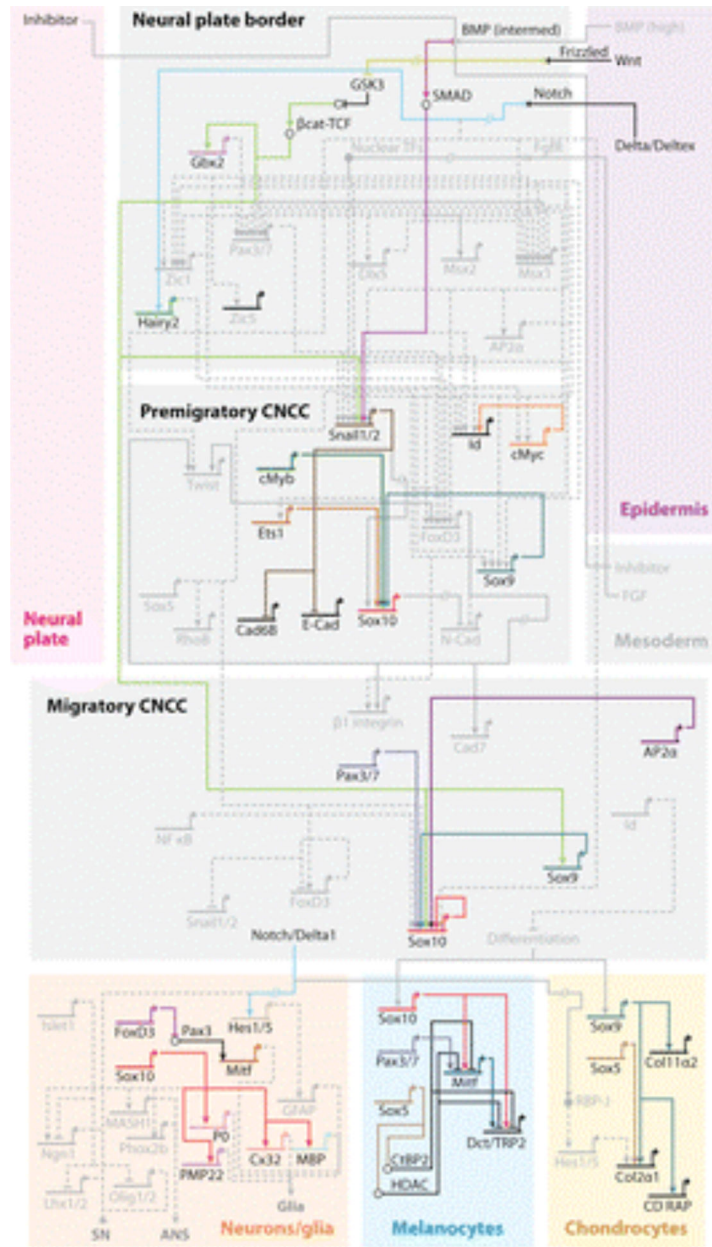 Inhibitor
Neural plate border
BMP (intermed)
BMP (high)
Frizzled
Wnt
GSK3
SMAD
Notch
βcat-TCF
Delta/Deltex
Gbx2
Nuclear TFs
FgfR
Pax3/7
Zic1
Dlx5
Msx2
Msx1
Hairy2
Zic5
AP2α
Premigratory CNCC
Snail1/2
Id
cMyc
Twist
cMyb
Epidermis
Ets1
FoxD3
Sox9
Inhibitor
Sox5
FGF
Neural
plate
RhoB
Cad6B
E-Cad
Sox10
N-Cad
Mesoderm
Migratory CNCC
β1 integrin
Cad7
AP2α
Pax3/7
Id
NF κB
Sox9
FoxD3
Snail1/2
Notch/Delta1
Sox10
Differentiation
FoxD3
Pax3
Hes1/5
Sox10
Sox9
Mitf
Pax3/7
Col11α2
Sox10
Mitf
Sox5
GFAP
Sox5
RBP-J
MASH1
P0
Ngn1
Phox2b
Dct/TRP2
Hes1/5
PMP22
Cx32
MBP
CtBP2
Col2α1
HDAC
Lhx1/2
Olig1/2
Glia
CD RAP
SN
ANS
Neurons/glia
Melanocytes
Chondrocytes